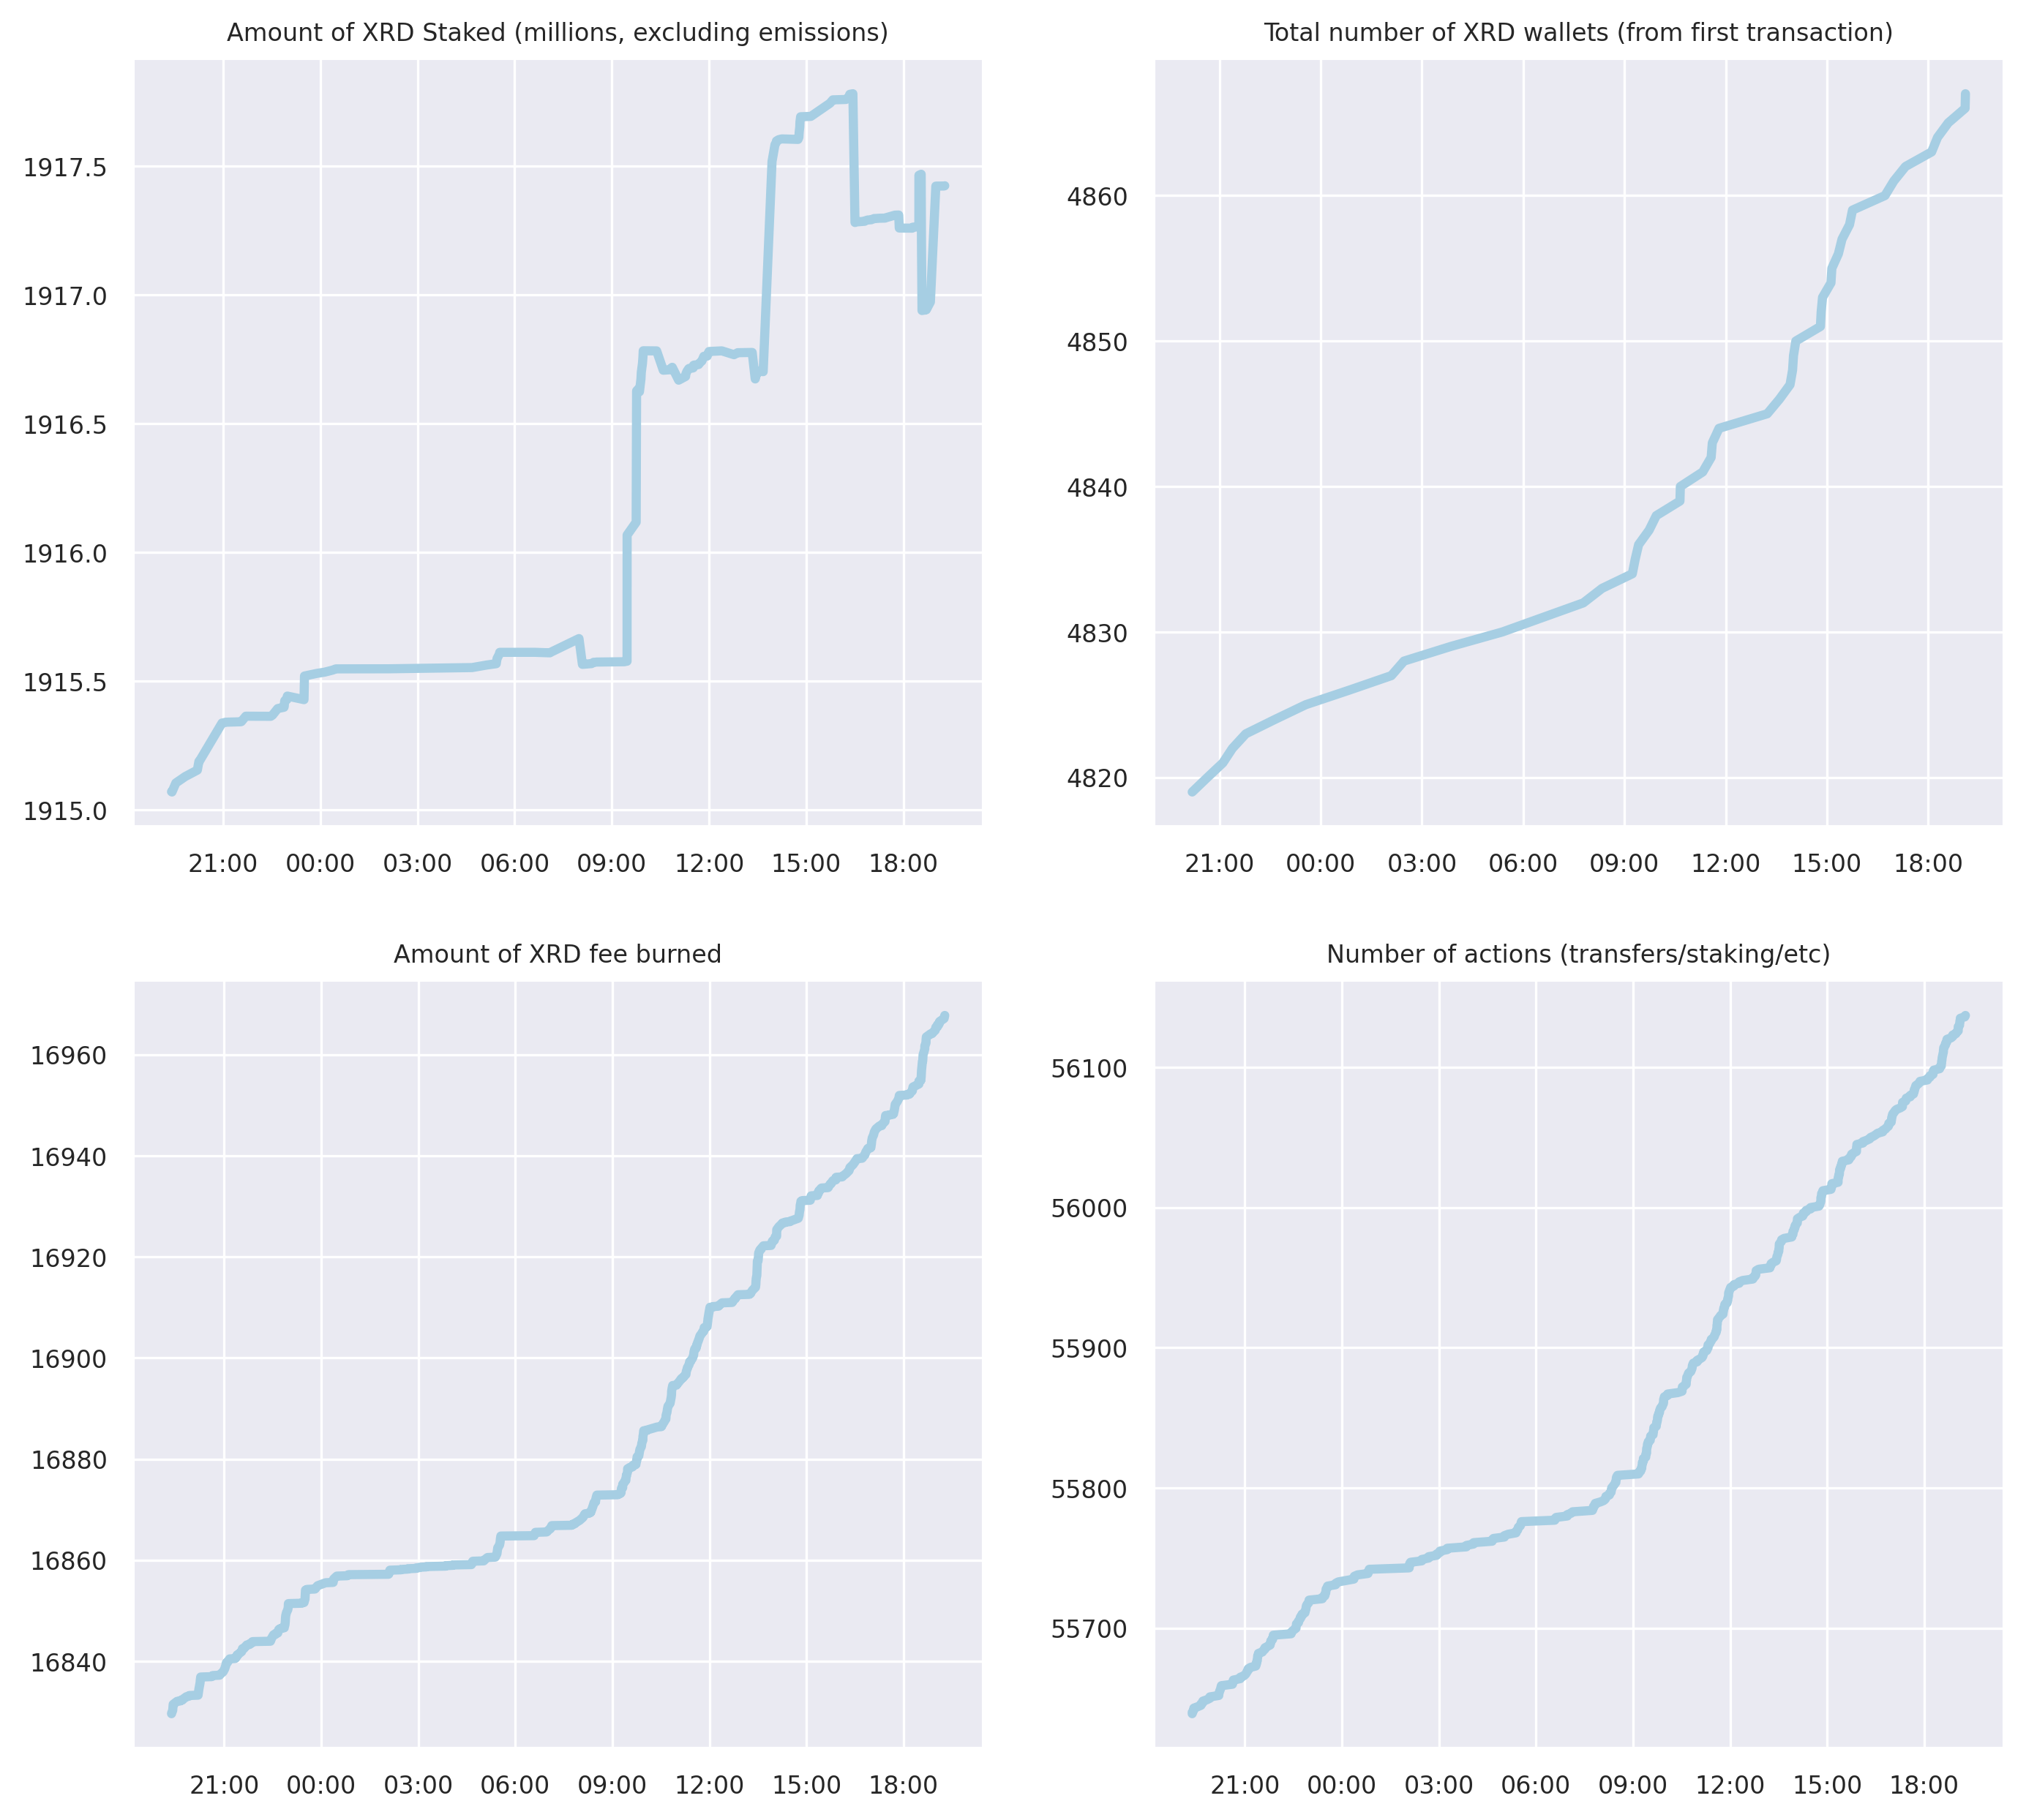 Amount of XRD Staked (millions, excluding emissions)
1917.5
1917.0
1916.5
1916.0
1915.5
1915.0
21:00 00:00 03:00 06:00 09:00 12:00 15:00 18:00
Total number of XRD wallets (from first transaction)
4860
4850
4840
4830
4820
21:00 00:00 03:00 06:00 09:00 12:00 15:00 18:00
Amount of XRD fee burned
16960
16940
16920
16900
16880
16860
16840
21:00 00:00 03:00 06:00 09:00 12:00 15:00 18:00
Number of actions (transfers/staking/etc)
56100
56000
55900
55800
55700
21:00 00:00 03:00 06:00 09:00 12:00 15:00 18:00